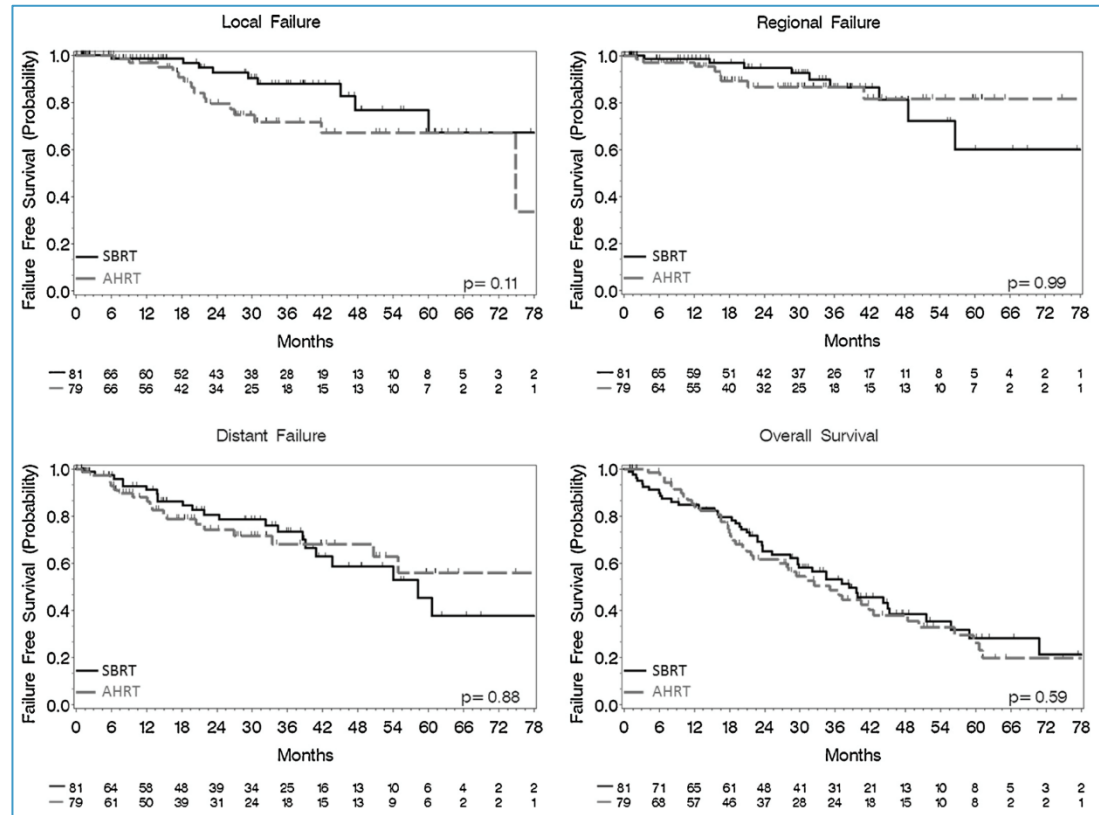 Local Failure
Failure Free Survival (Probability)
1.0
0.8
0.6
0.4
0.2
0.0
SBRT
AHRT
p= 0.11
0 6 12 18 24 30 36 42 48 54 60 66 72 78
Months
81 66 60 52 43 38 28 19 13 10 8 5 3 2
79 66 56 42 34 25 18 15 13 10 7 2 2 1
Regional Failure
Failure Free Survival (Probability)
1.0
0.8
0.6
0.4
0.2
0.0
SBRT
AHRT
p= 0.99
0 6 12 18 24 30 36 42 48 54 60 66 72 78
Months
81 65 59 51 42 37 26 17 11 8 5 4 2 1
79 64 55 40 32 25 18 15 13 10 7 2 2 1
Distant Failure
Failure Free Survival (Probability)
1.0
0.8
0.6
0.4
0.2
0.0
SBRT
AHRT
p= 0.88
0 6 12 18 24 30 36 42 48 54 60 66 72 78
Months
81 64 58 48 39 34 25 16 13 10 6 4 2 2
79 61 50 39 31 24 18 15 13 9 6 2 2 1
Overall Survival
Failure Free Survival (Probability)
1.0
0.8
0.6
0.4
0.2
0.0
SBRT
AHRT
p= 0.59
0 6 12 18 24 30 36 42 48 54 60 66 72 78
Months
81 71 65 61 48 41 31 21 13 10 8 5 3 2
79 68 57 46 37 28 24 18 15 10 8 2 2 1